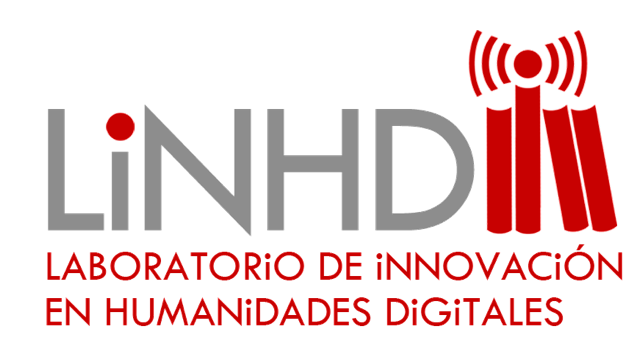 LiNHD
LABORATORiO DE iNNOVACiÓN
EN HUMANiDADES DiGiTALES